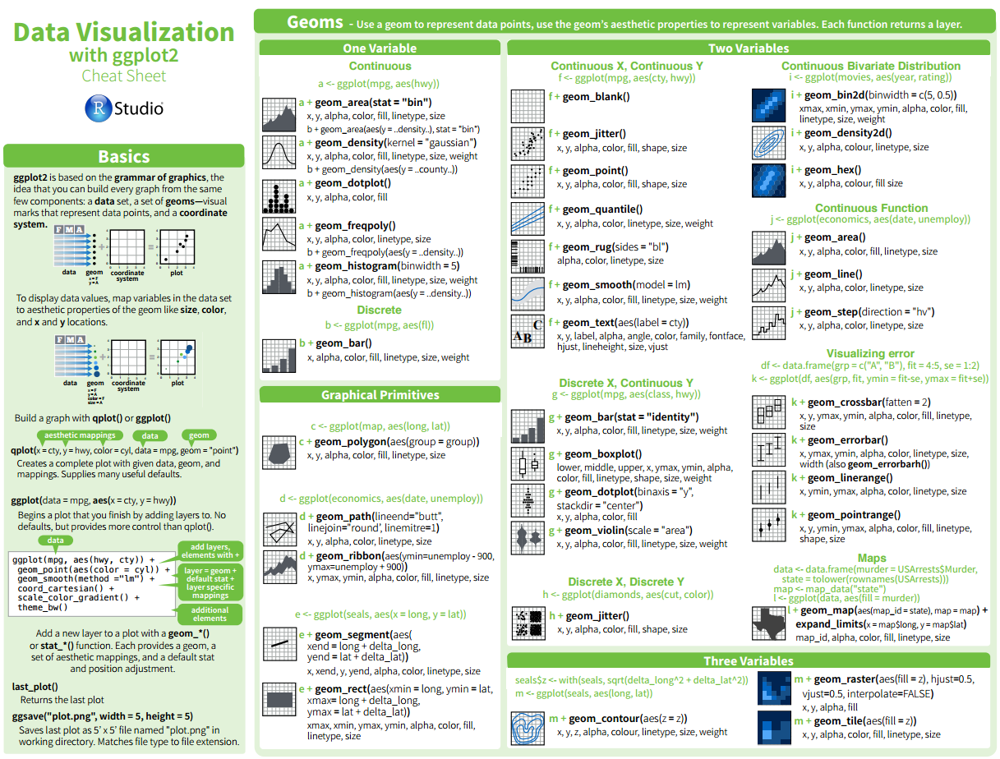 Data Visualization
with ggplot2
Cheat Sheet
R Studio®
Basics
ggplot2 is based on the grammar of graphics, the
idea that you can build every graph from the same
few components: a data set, a set of geoms—visual
marks that represent data points, and a coordinate
system.
F M A
data
geom
x = F
y = A
coordinate
system
plot
To display data values, map variables in the data set
to aesthetic properties of the geom like size, color,
and x and y locations.
F M A
data
geom
x = F
y = A
color = F
size = A
coordinate
system
plot
Build a graph with qplot() or ggplot()
aesthetic mappings
data
geom
qplot(x = cty, y = hwy, color = cyl, data = mpg, geom = "point")
Creates a complete plot with given data, geom, and
mappings. Supplies many useful defaults.
ggplot(data = mpg, aes(x = cty, y = hwy))
Begins a plot that you finish by adding layers to. No
defaults, but provides more control than qplot().
data
ggplot(mpg, aes(hwy, cty)) +
geom_point(aes(color = cyl)) +
geom_smooth(method ="lm") +
coord_cartesian() +
scale_color_gradient() +
theme_bw()
add layers,
elements with +
layer = geom +
default stat +
layer specific
mappings
additional
elements
Add a new layer to a plot with a geom_*()
or stat_*() function. Each provides a geom, a
set of aesthetic mappings, and a default stat
and position adjustment.
last_plot()
Returns the last plot
ggsave("plot.png", width = 5, height = 5)
Saves last plot as 5' x 5' file named "plot.png" in
working directory. Matches file type to file extension.
Geoms - Use a geom to represent data points, use the geom's aesthetic properties to represent variables. Each function returns a layer.
One Variable
Continuous
a <- ggplot(mpg, aes(hwy))
a + geom_area(stat = "bin")
x, y, alpha, color, fill, linetype, size
b + geom_area(aes(y = ..density..), stat = "bin")
a + geom_density(kernel = "gaussian")
x, y, alpha, color, fill, linetype, size, weight
b + geom_density(aes(y = ..county..))
a + geom_dotplot()
x, y, alpha, color, fill
a + geom_freqpoly()
x, y, alpha, color, linetype, size
b + geom_freqpoly(aes(y = ..density..))
a + geom_histogram(binwidth = 5)
x, y, alpha, color, fill, linetype, size, weight
b + geom_histogram(aes(y = ..density..))
Discrete
b <- ggplot(mpg, aes(fl))
b + geom_bar()
x, alpha, color, fill, linetype, size, weight
Graphical Primitives
c <- ggplot(map, aes(long, lat))
c + geom_polygon(aes(group = group))
x, y, alpha, color, fill, linetype, size
d <- ggplot(economics, aes(date, unemploy))
d + geom_path(lineend="butt",
linejoin="round', linemitre=1)
x, y, alpha, color, linetype, size
d + geom_ribbon(aes(ymin=unemploy - 900,
ymax=unemploy + 900))
x, ymax, ymin, alpha, color, fill, linetype, size
e <- ggplot(seals, aes(x = long, y = lat))
e + geom_segment(aes(
xend = long + delta_long,
yend = lat + delta_lat))
x, xend, y, yend, alpha, color, linetype, size
e + geom_rect(aes(xmin = long, ymin = lat,
xmax= long + delta_long,
ymax = lat + delta_lat))
xmax, xmin, ymax, ymin, alpha, color, fill,
linetype, size
Two Variables
Continuous X, Continuous Y
f <- ggplot(mpg, aes(cty, hwy))
f + geom_blank()
f + geom_jitter()
x, y, alpha, color, fill, shape, size
f + geom_point()
x, y, alpha, color, fill, shape, size
f + geom_quantile()
x, y, alpha, color, linetype, size, weight
f + geom_rug(sides = "bl")
alpha, color, linetype, size
f + geom_smooth(model = lm)
x, y, alpha, color, fill, linetype, size, weight
A B C
f + geom_text(aes(label = cty))
x, y, label, alpha, angle, color, family, fontface,
hjust, lineheight, size, vjust
Discrete X, Continuous Y
g <- ggplot(mpg, aes(class, hwy))
g + geom_bar(stat = "identity")
x, y, alpha, color, fill, linetype, size, weight
g + geom_boxplot()
lower, middle, upper, x, ymax, ymin, alpha,
color, fill, linetype, shape, size, weight
g + geom_dotplot(binaxis = "y",
stackdir = "center")
x, y, alpha, color, fill
g + geom_violin(scale = "area")
x, y, alpha, color, fill, linetype, size, weight
Discrete X, Discrete Y
h <- ggplot(diamonds, aes(cut, color))
h + geom_jitter()
x, y, alpha, color, fill, shape, size
Continuous Bivariate Distribution
i <- ggplot(movies, aes(year, rating))
i + geom_bin2d(binwidth = c(5, 0.5))
xmax, xmin, ymax, ymin, alpha, color, fill,
linetype, size, weight
i + geom_density2d()
x, y, alpha, colour, linetype, size
i + geom_hex()
x, y, alpha, colour, fill size
Continuous Function
j <- ggplot(economics, aes(date, unemploy))
j + geom_area()
x, y, alpha, color, fill, linetype, size
j + geom_line()
x, y, alpha, color, linetype, size
j + geom_step(direction = "hv")
x, y, alpha, color, linetype, size
Visualizing error
df <- data.frame(grp = c("A", "B"), fit = 4:5, se = 1:2)
k <- ggplot(df, aes(grp, fit, ymin = fit-se, ymax = fit+se))
k + geom_crossbar(fatten = 2)
x, y, ymax, ymin, alpha, color, fill, linetype,
size
k + geom_errorbar()
x, ymax, ymin, alpha, color, linetype, size,
width (also geom_errorbarh())
k + geom_linerange()
x, ymin, ymax, alpha, color, linetype, size
k + geom_pointrange()
x, y, ymin, ymax, alpha, color, fill, linetype,
shape, size
Maps
data <- data.frame(murder = USArrests$Murder,
state = tolower(rownames(USArrests)))
map <- map_data("state")
l <- ggplot(data, aes(fill = murder))
l + geom_map(aes(map_id = state), map = map) +
expand_limits(x = map$long, y = map$lat)
map_id, alpha, color, fill, linetype, size
Three Variables
seals$z <- with(seals, sqrt(delta_long^2 + delta_lat^2))
m <- ggplot(seals, aes(long, lat))
m + geom_contour(aes(z = z))
x, y, z, alpha, colour, linetype, size, weight
m + geom_raster(aes(fill = z), hjust=0.5,
vjust=0.5, interpolate=FALSE)
x, y, alpha, fill
m + geom_tile(aes(fill = z))
x, y, alpha, color, fill, linetype, size